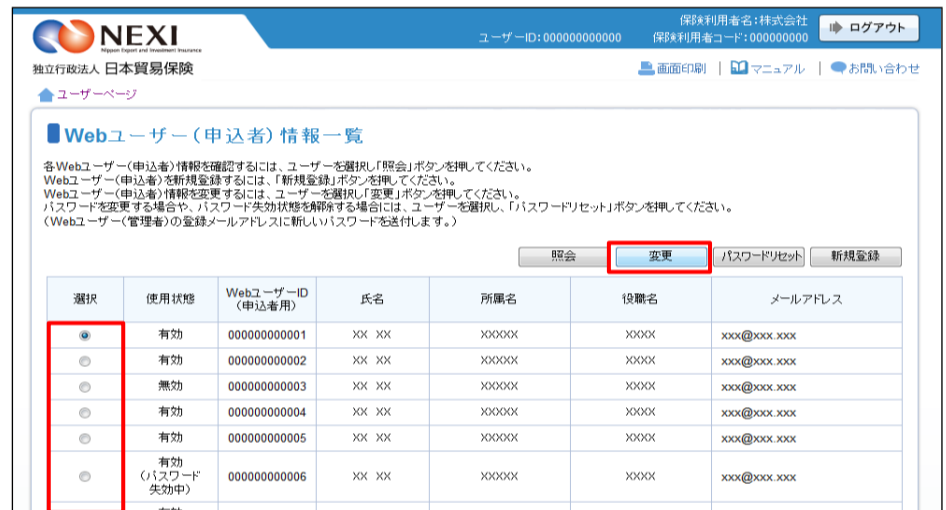 NEXI
Nippon Export and Investment Insurance
独立行政法人 日本貿易保険
保険利用者名:株式会社
ユーザーID:000000000000 保険利用者コード:000000000
ログアウト
画面印刷 | マニュアル | お問い合わせ
ユーザーページ
Webユーザー(申込者)情報一覧
各Webユーザー(申込者)情報を確認するには、ユーザーを選択し「照会」ボタンを押してください。
Webユーザー(申込者)を新規登録するには、「新規登録」ボタンを押してください。
Webユーザー(申込者)情報を変更するには、ユーザーを選択し「変更」ボタンを押してください。
パスワードを変更する場合や、パスワード失効状態を解除する場合には、ユーザーを選択し、「パスワードリセット」ボタンを押してください。
(Webユーザー(管理者)の登録メールアドレスに新しいパスワードを送付します。)
照会 変更 パスワードリセット 新規登録
選択 使用状態 WebユーザーID (申込者用) 氏名 所属名 役職名 メールアドレス
有効 000000000001 XX XX XXXXX XXXX xxx@xxx.xxx
有効 000000000002 XX XX XXXXX XXXX xxx@xxx.xxx
無効 000000000003 XX XX XXXXX XXXX xxx@xxx.xxx
有効 000000000004 XX XX XXXXX XXXX xxx@xxx.xxx
有効 000000000005 XX XX XXXXX XXXX xxx@xxx.xxx
有効 (パスワード失効中) 000000000006 XX XX XXXXX XXXX xxx@xxx.xxx